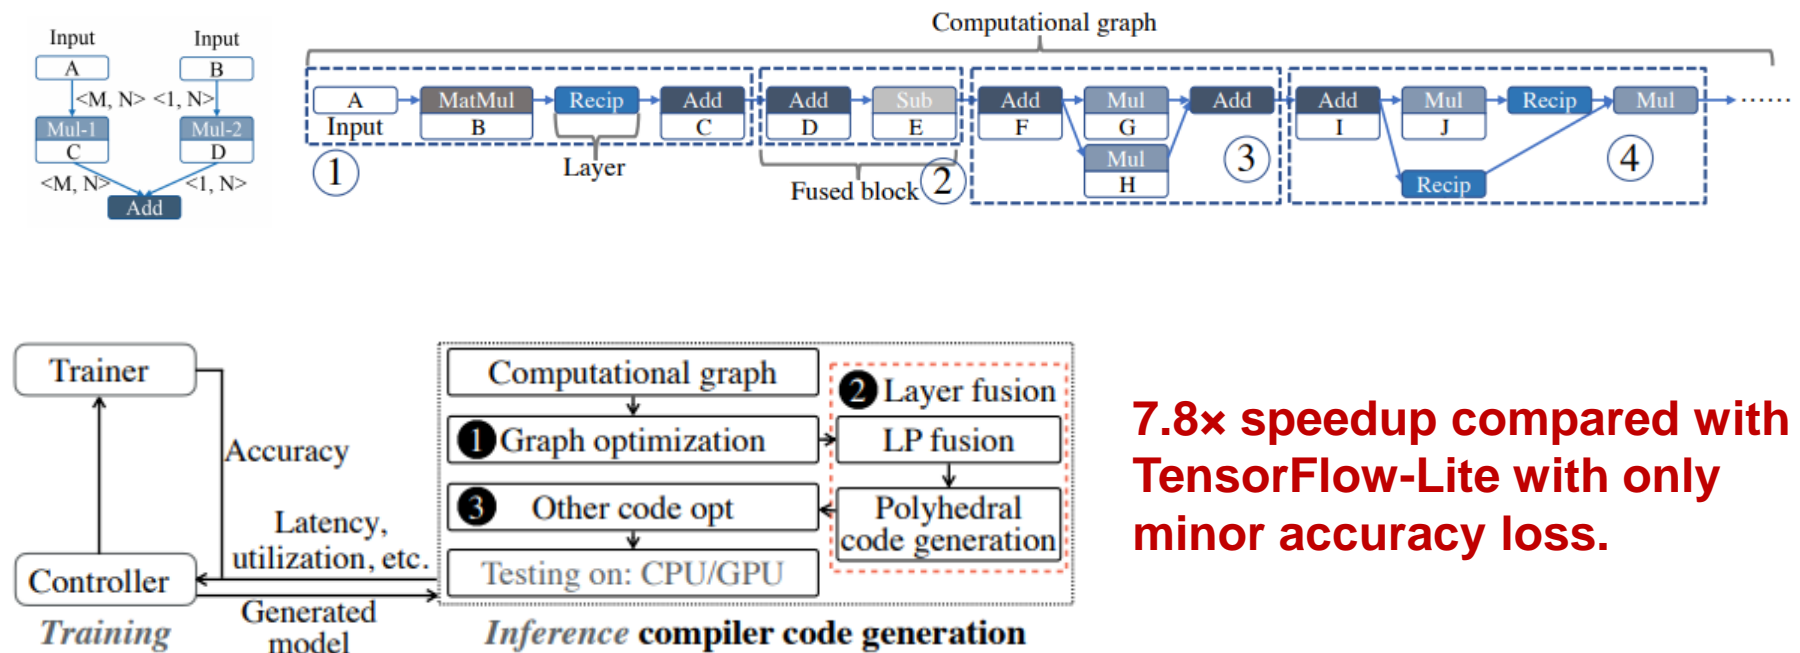 Input
Input
A
B
<M, N>
<1, N>
Mul-1
Mul-2
C
D
<M, N>
<1, N>
Add
Computational graph
A
Input
MatMul
B
Recip
Layer
Add
C
1
Add
D
Sub
E
Fused block
2
Add
F
Mul
G
Mul
H
Add
3
Add
I
Mul
J
Recip
Recip
Mul
4
......
Trainer
Accuracy
Latency,
utilization, etc.
Controller
Generated
model
Training
Computational graph
1 Graph optimization
3 Other code opt
Testing on: CPU/GPU
2 Layer fusion
LP fusion
Polyhedral
code generation
Inference compiler code generation
7.8× speedup compared with
TensorFlow-Lite with only
minor accuracy loss.